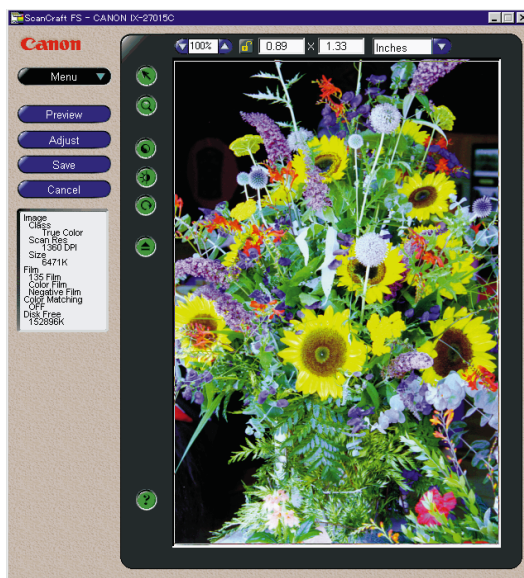 ScanCraft FS - CANON IX-27015C
Canon
100% 0.89 X 1.33 Inches
Menu
Preview
Adjust
Save
Cancel
Image
Class
True Color
Scan Res
1360 DPI
Size
6471K
Film
135 Film
Color Film
Negative Film
Color Matching
OFF
Disk Free
152896K
?